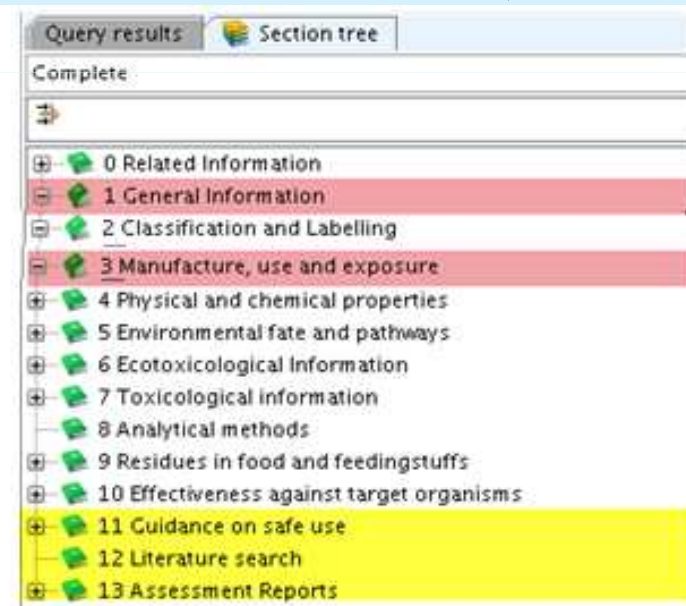 Query results
Section tree
Complete
0 Related Information
1 General Information
2 Classification and Labelling
3 Manufacture, use and exposure
4 Physical and chemical properties
5 Environmental fate and pathways
6 Ecotoxicological Information
7 Toxicological information
8 Analytical methods
9 Residues in food and feedingstuffs
10 Effectiveness against target organisms
11 Guidance on safe use
12 Literature search
13 Assessment Reports